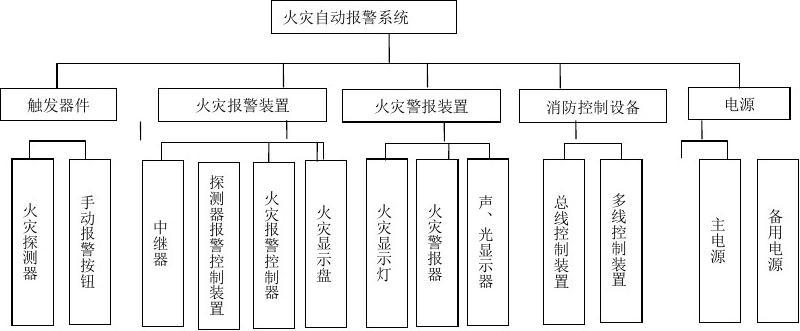 火灾自动报警系统
触发器件
火灾报警装置
火灾警报装置
消防控制设备
电源
火灾探测器
手动报警按钮
中继器
探测器报警控制装置
火灾报警控制器
火灾显示盘
火灾显示灯
火灾警报器
声、光显示器
总线控制装置
多线控制装置
主电源
备用电源